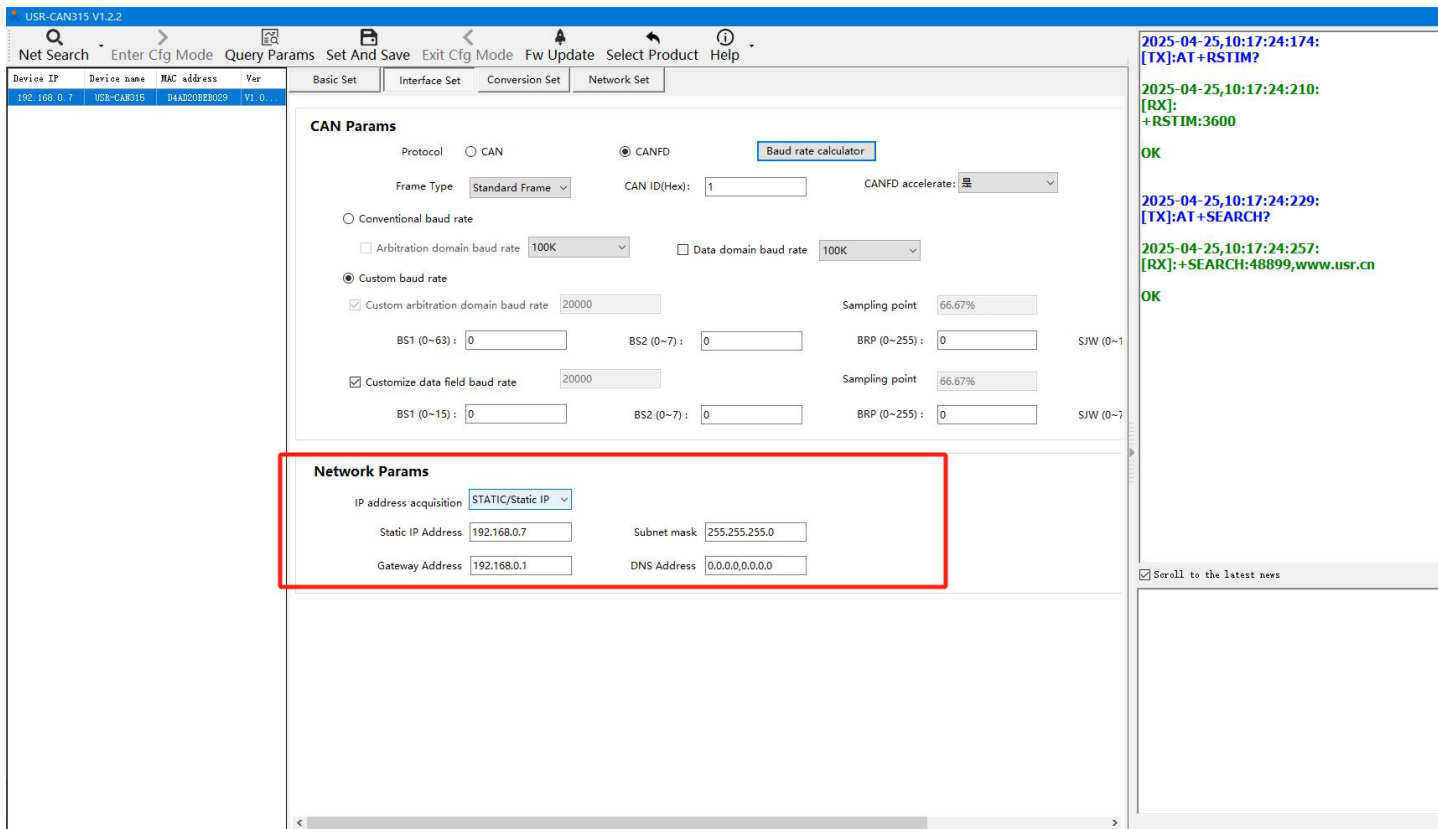 USR-CAN315 V1.2.2
Net Search Enter Cfg Mode Query Params Set And Save Exit Cfg Mode Fw Update Select Product Help
Device IP Device name MAC address Ver
192.168.0.7 USR-CAN315 D4AD20BEB029 V1.0...
Basic Set Interface Set Conversion Set Network Set
CAN Params
Protocol CAN CANFD Baud rate calculator
Frame Type Standard Frame CAN ID(Hex): 1 CANFD accelerate: 是
Conventional baud rate
Arbitration domain baud rate 100K Data domain baud rate 100K
Custom baud rate
Custom arbitration domain baud rate 20000 Sampling point 66.67%
BS1 (0~63) : 0 BS2 (0~7) : 0 BRP (0~255) : 0 SJW (0~1
Customize data field baud rate 20000 Sampling point 66.67%
BS1 (0~15) : 0 BS2 (0~7) : 0 BRP (0~255) : 0 SJW (0~7
Network Params
IP address acquisition STATIC/Static IP
Static IP Address 192.168.0.7 Subnet mask 255.255.255.0
Gateway Address 192.168.0.1 DNS Address 0.0.0.0,0.0.0.0
2025-04-25,10:17:24:174:
[TX]:AT+RSTIM?
2025-04-25,10:17:24:210:
[RX]:
+RSTIM:3600
OK
2025-04-25,10:17:24:229:
[TX]:AT+SEARCH?
2025-04-25,10:17:24:257:
[RX]:+SEARCH:48899,www.usr.cn
OK
Scroll to the latest news